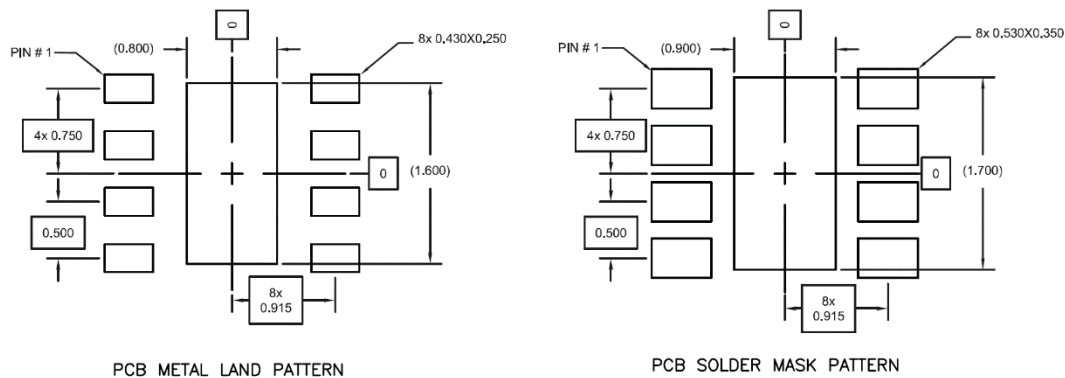 0
PIN # 1
(0.800)
8x 0.430X0.250
4x 0.750
0
(1.600)
0.500
8x
0.915
PCB METAL LAND PATTERN
0
PIN # 1
(0.900)
8x 0.530X0.350
4x 0.750
0
(1.700)
0.500
8x
0.915
PCB SOLDER MASK PATTERN